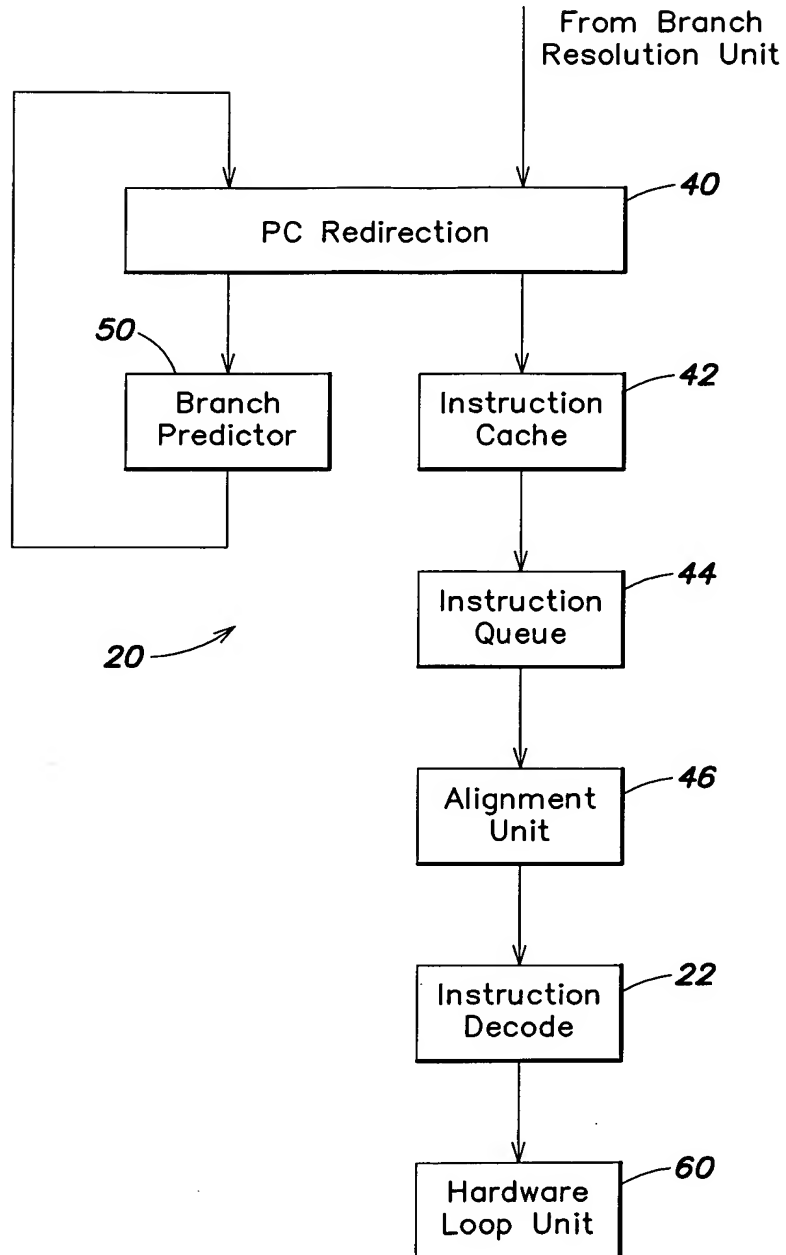 From Branch
Resolution Unit
40
PC Redirection
50
42
Branch
Predictor
Instruction
Cache
44
Instruction
Queue
20
46
Alignment
Unit
22
Instruction
Decode
60
Hardware
Loop Unit